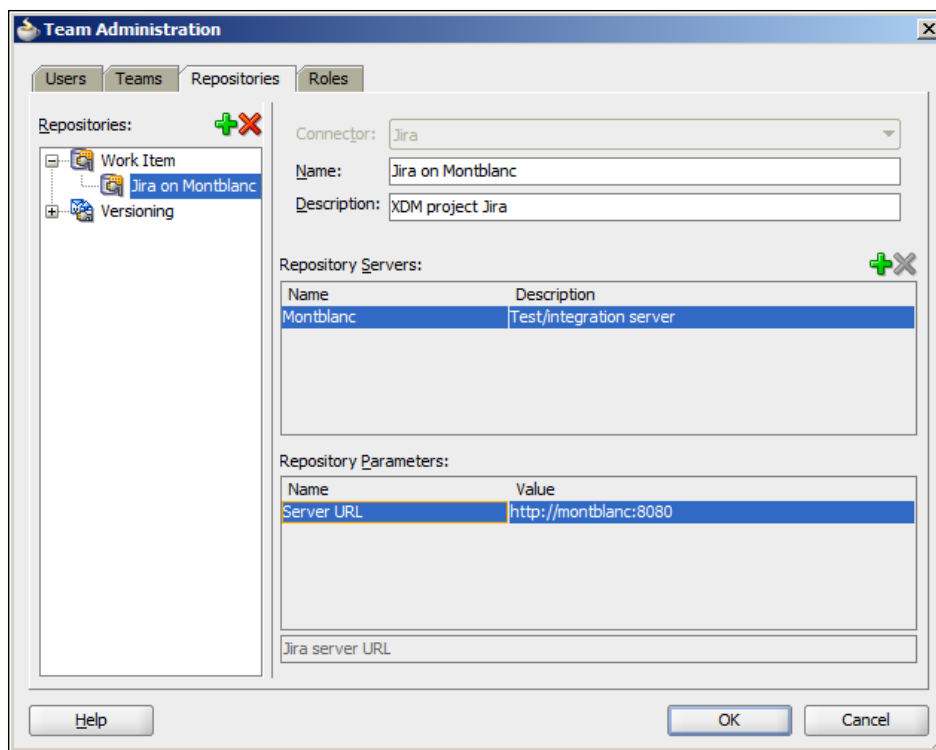 Team Administration
Users Teams Repositories Roles
Repositories:
Work Item
Jira on Montblanc
Versioning
Connector: Jira
Name: Jira on Montblanc
Description: XDM project Jira
Repository Servers:
Name Description
Montblanc Test/integration server
Repository Parameters:
Name Value
Server URL http://montblanc:8080
Jira server URL
Help OK Cancel